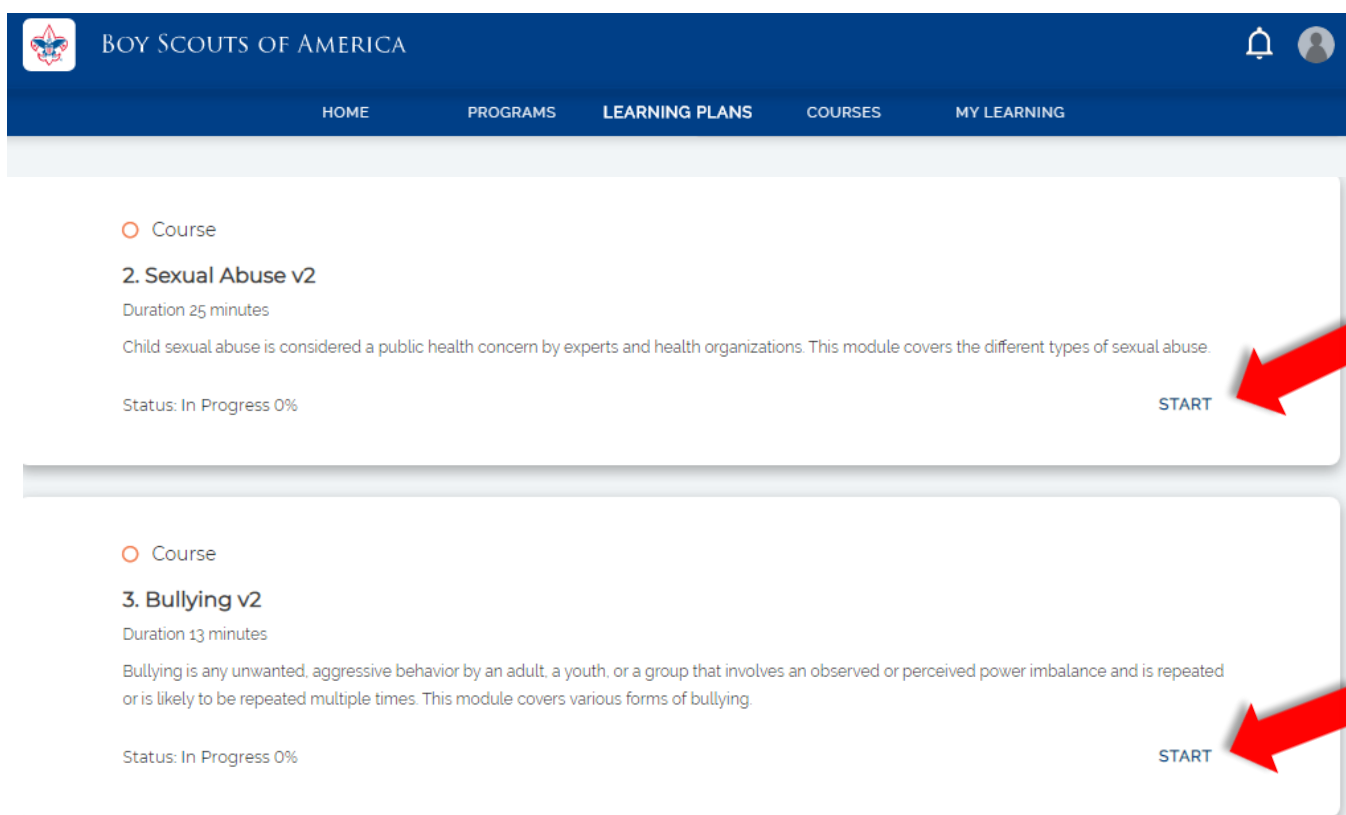 BOY SCOUTS OF AMERICA
HOME PROGRAMS LEARNING PLANS COURSES MY LEARNING
Course
2. Sexual Abuse v2
Duration 25 minutes
Child sexual abuse is considered a public health concern by experts and health organizations. This module covers the different types of sexual abuse.
Status: In Progress 0% START
Course
3. Bullying v2
Duration 13 minutes
Bullying is any unwanted, aggressive behavior by an adult, a youth, or a group that involves an observed or perceived power imbalance and is repeated
or is likely to be repeated multiple times. This module covers various forms of bullying.
Status: In Progress 0% START